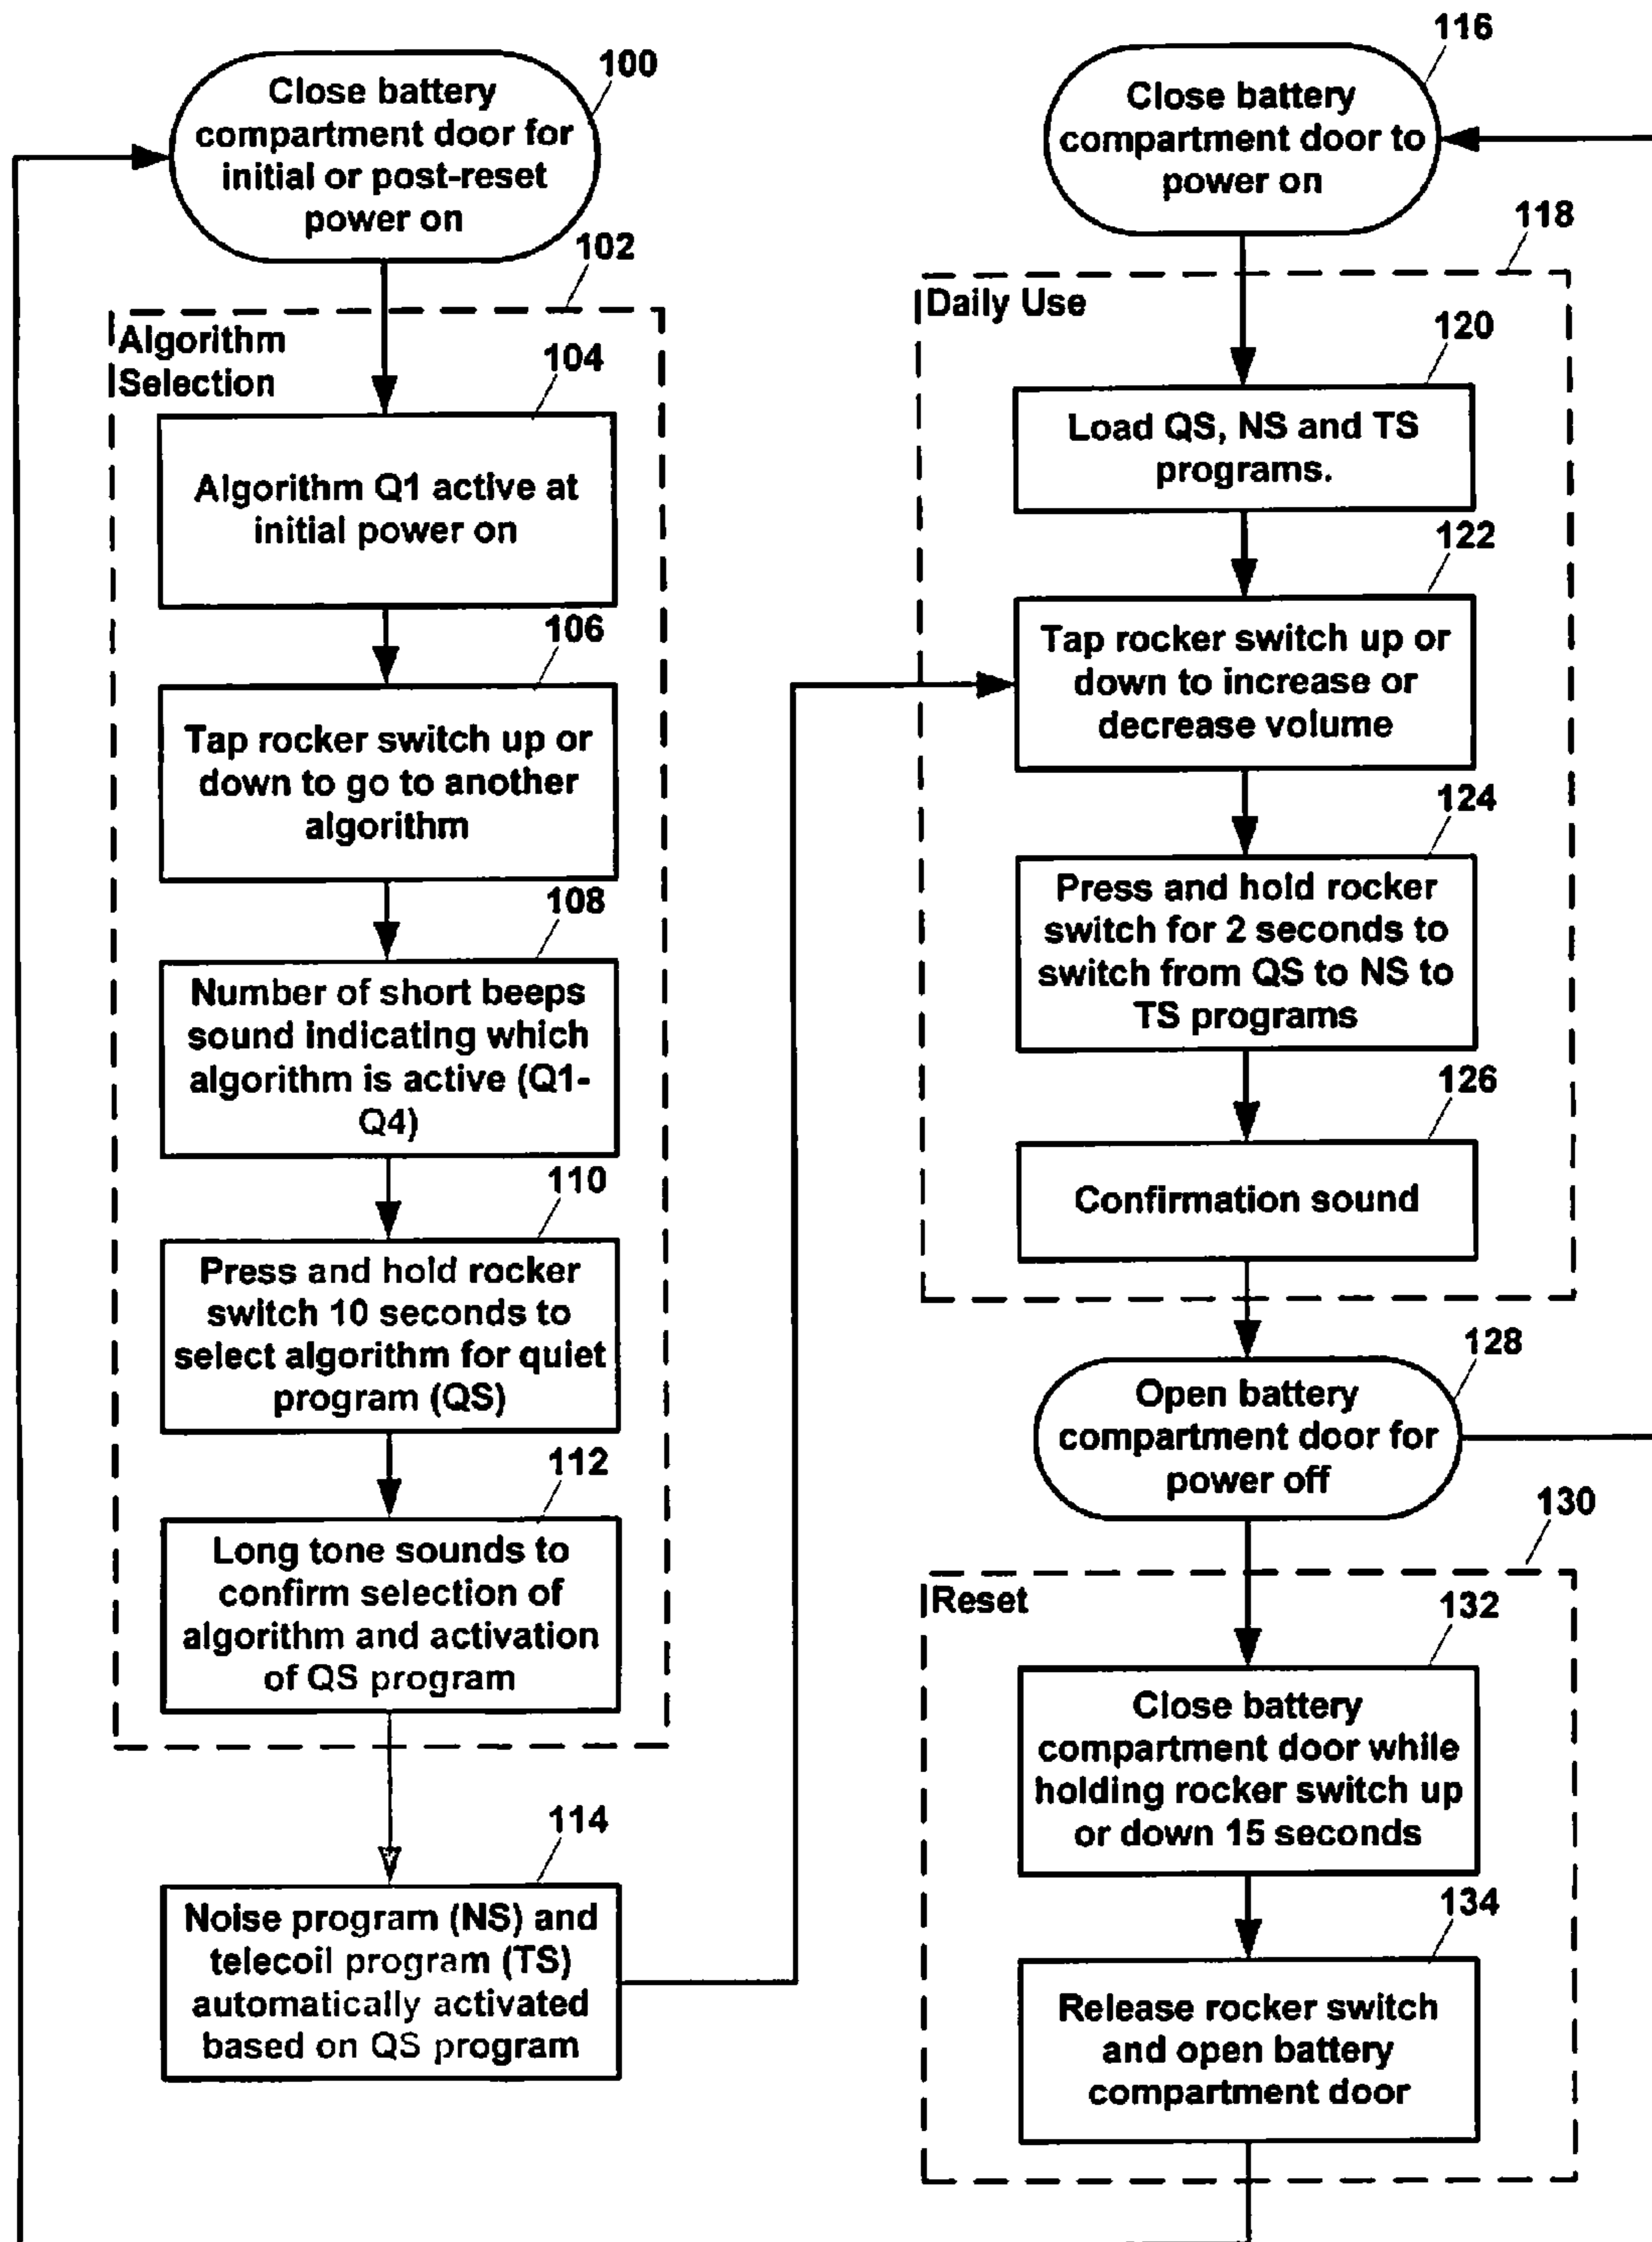 100
Close battery
compartment door for
initial or post-reset
power on
102
Algorithm
Selection
104
Algorithm Q1 active at
initial power on
106
Tap rocker switch up or
down to go to another
algorithm
108
Number of short beeps
sound indicating which
algorithm is active (Q1-
Q4)
110
Press and hold rocker
switch 10 seconds to
select algorithm for quiet
program (QS)
112
Long tone sounds to
confirm selection of
algorithm and activation
of QS program
114
Noise program (NS) and
telecoil program (TS)
automatically activated
based on QS program
116
Close battery
compartment door to
power on
118
Daily Use
120
Load QS, NS and TS
programs.
122
Tap rocker switch up or
down to increase or
decrease volume
124
Press and hold rocker
switch for 2 seconds to
switch from QS to NS to
TS programs
126
Confirmation sound
128
Open battery
compartment door for
power off
130
Reset
132
Close battery
compartment door while
holding rocker switch up
or down 15 seconds
134
Release rocker switch
and open battery
compartment door